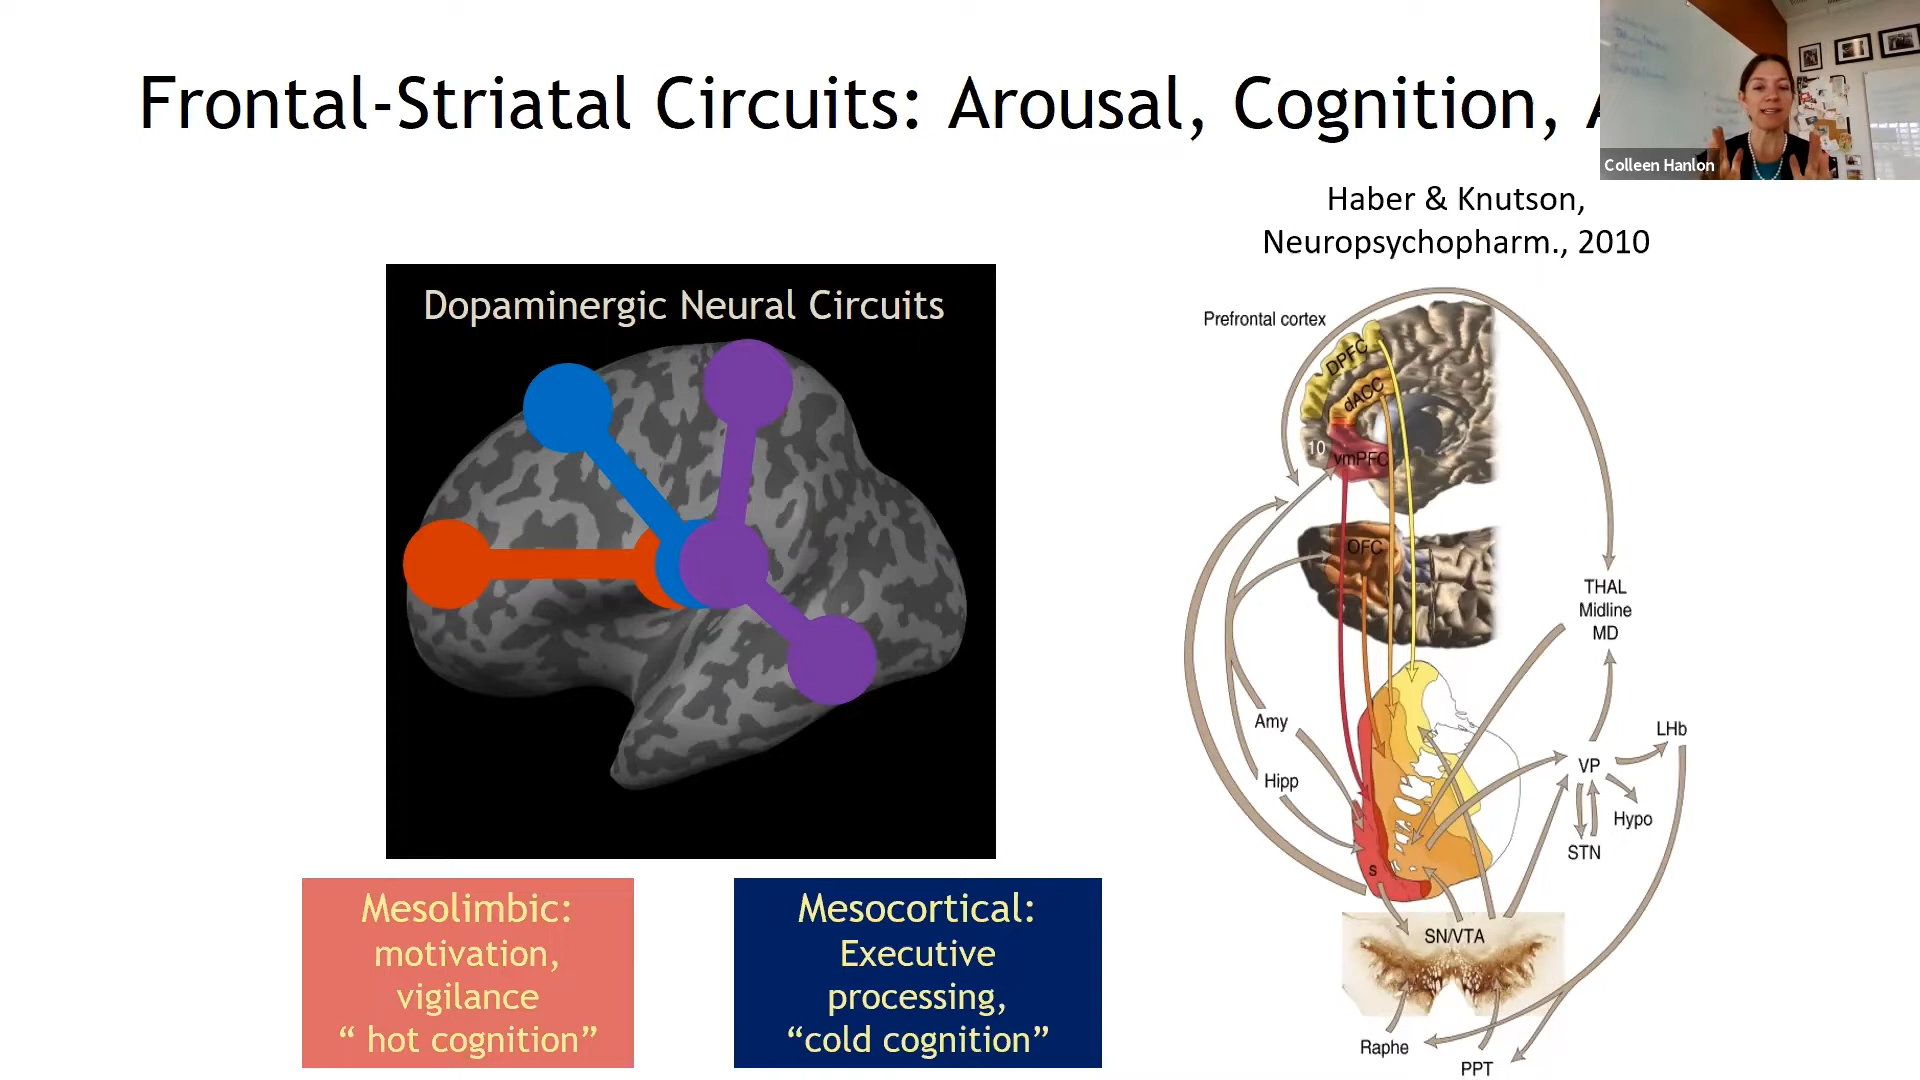 Frontal-Striatal Circuits: Arousal, Cognition,
Colleen Hanlon
Haber & Knutson,
Neuropsychopharm., 2010
Dopaminergic Neural Circuits
Mesolimbic:
motivation,
vigilance
“ hot cognition”
Mesocortical:
Executive
processing,
“cold cognition”
Prefrontal cortex
DPFC
dACC
10
vmPFC
OFC
THAL
Midline
MD
Amy
Hipp
LHb
VP
Hypo
STN
S
SN/VTA
Raphe
PPT